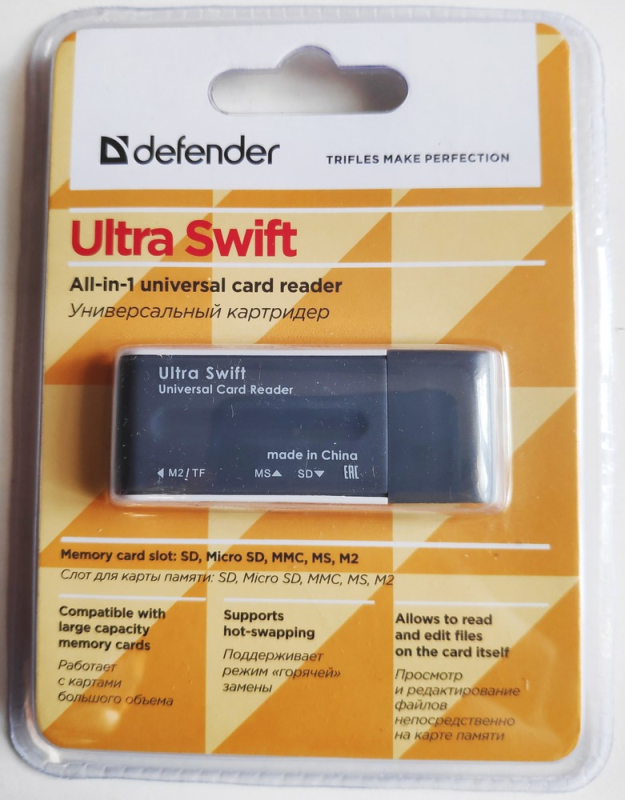 defender
TRIFLES MAKE PERFECTION
Ultra Swift
All-in-1 universal card reader
Универсальный картридер
Ultra Swift
Universal Card Reader
made in China
M2 / TF MS SD EAC
Memory card slot: SD, Micro SD, MMC, MS, M2
Слот для карты памяти: SD, Micro SD, MMC, MS, M2
Compatible with
large capacity
memory cards
Работает
с картами
большого объема
Supports
hot-swapping
Поддерживает
режим «горячей»
замены
Allows to read
and edit files
on the card itself
Просмотр
и редактирование
файлов
непосредственно
на карте памяти